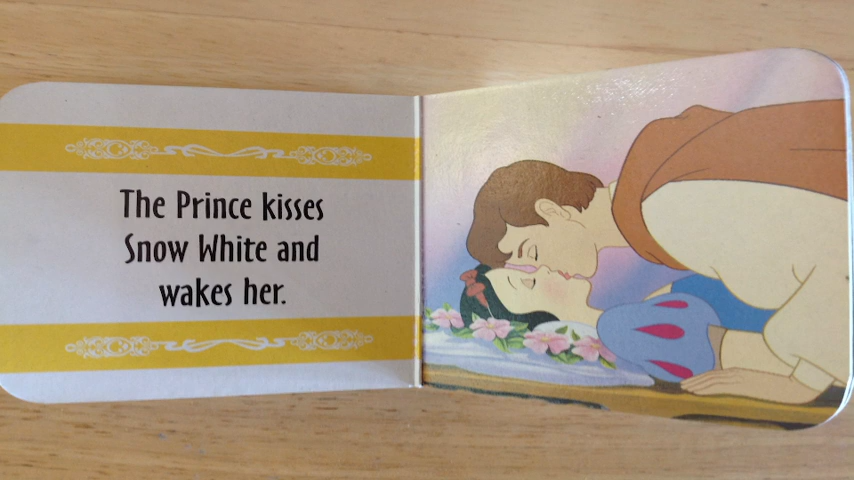 The Prince kisses
Snow White and
wakes her.